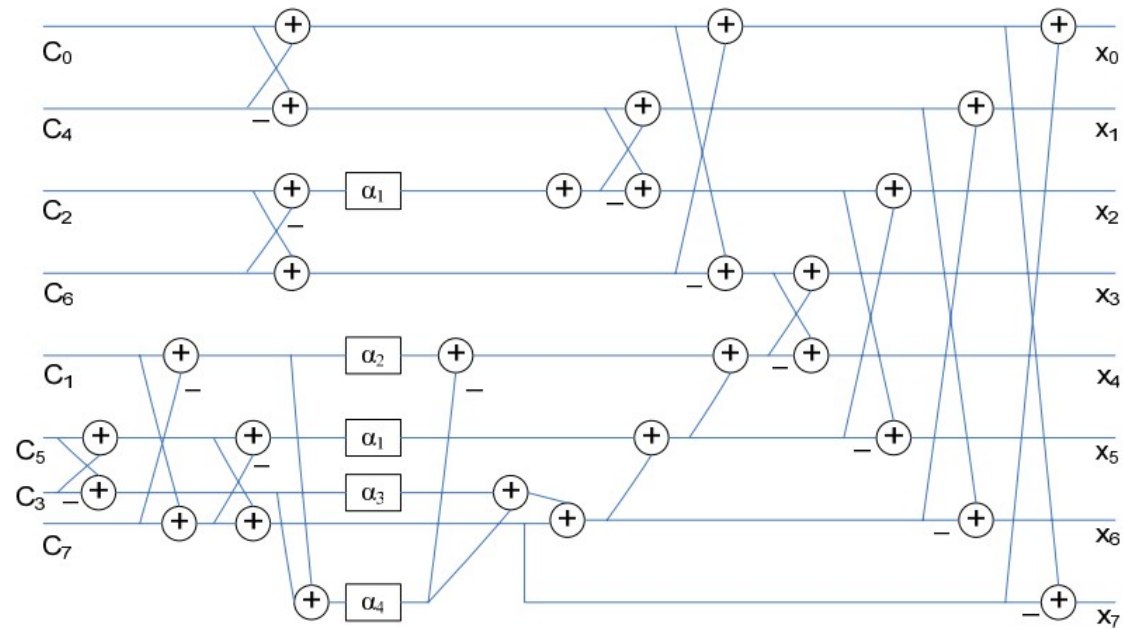 C₀ + + + x₀
C₄ − + + + x₁
C₂ + α₁ + − + + x₂
− C₆ + − + + x₃
C₁ + − α₂ + − + − + x₄
C₅ + + − α₁ + − + x₅
C₃ − + α₃ +
C₇ + + + − + x₆
+ α₄ − + x₇